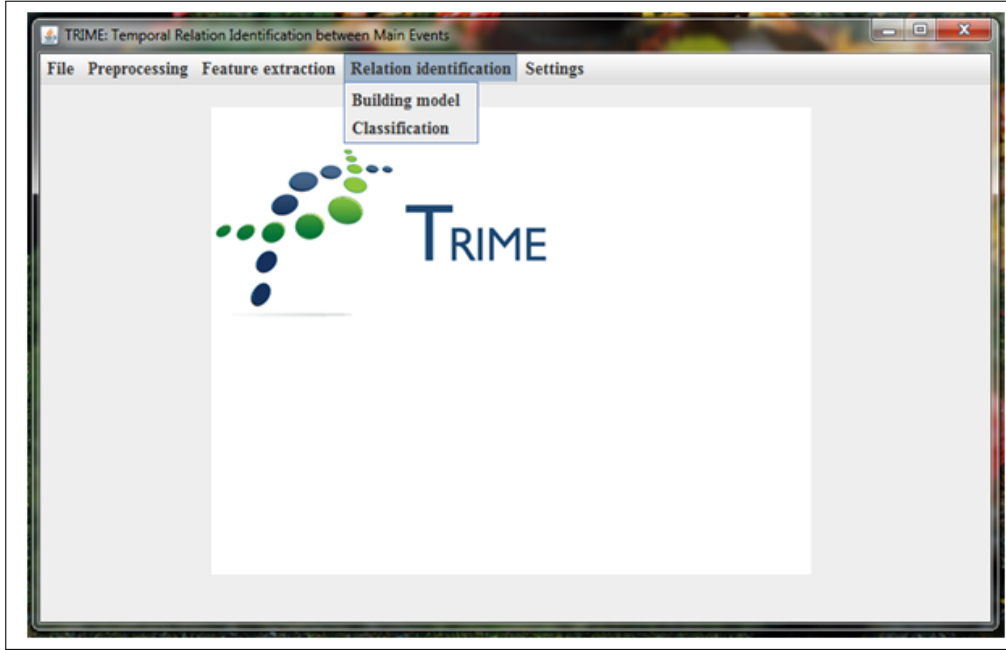 TRIME: Temporal Relation Identification between Main Events
File Preprocessing Feature extraction Relation identification Settings
Building model
Classification
TRIME